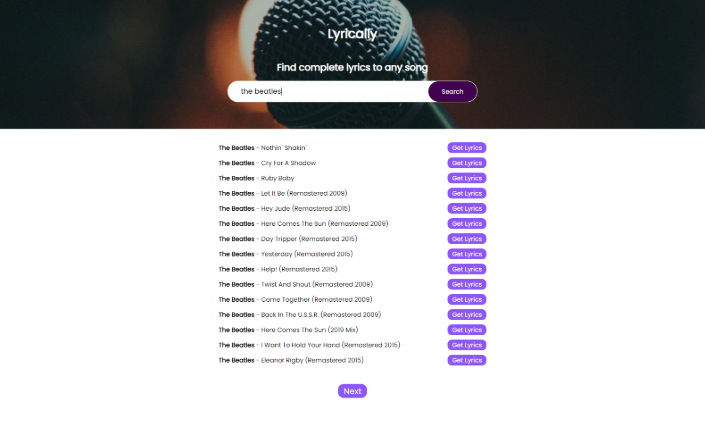 Lyrically
Find complete lyrics to any song
the beatles Search
The Beatles - Nothin' Shakin' Get Lyrics
The Beatles - Cry For A Shadow Get Lyrics
The Beatles - Ruby Baby Get Lyrics
The Beatles - Let It Be (Remastered 2009) Get Lyrics
The Beatles - Hey Jude (Remastered 2015) Get Lyrics
The Beatles - Here Comes The Sun (Remastered 2009) Get Lyrics
The Beatles - Day Tripper (Remastered 2015) Get Lyrics
The Beatles - Yesterday (Remastered 2015) Get Lyrics
The Beatles - Help! (Remastered 2015) Get Lyrics
The Beatles - Twist And Shout (Remastered 2009) Get Lyrics
The Beatles - Come Together (Remastered 2009) Get Lyrics
The Beatles - Back In The U.S.S.R. (Remastered 2009) Get Lyrics
The Beatles - Here Comes The Sun (2019 Mix) Get Lyrics
The Beatles - I Want To Hold Your Hand (Remastered 2015) Get Lyrics
The Beatles - Eleanor Rigby (Remastered 2015) Get Lyrics
Next